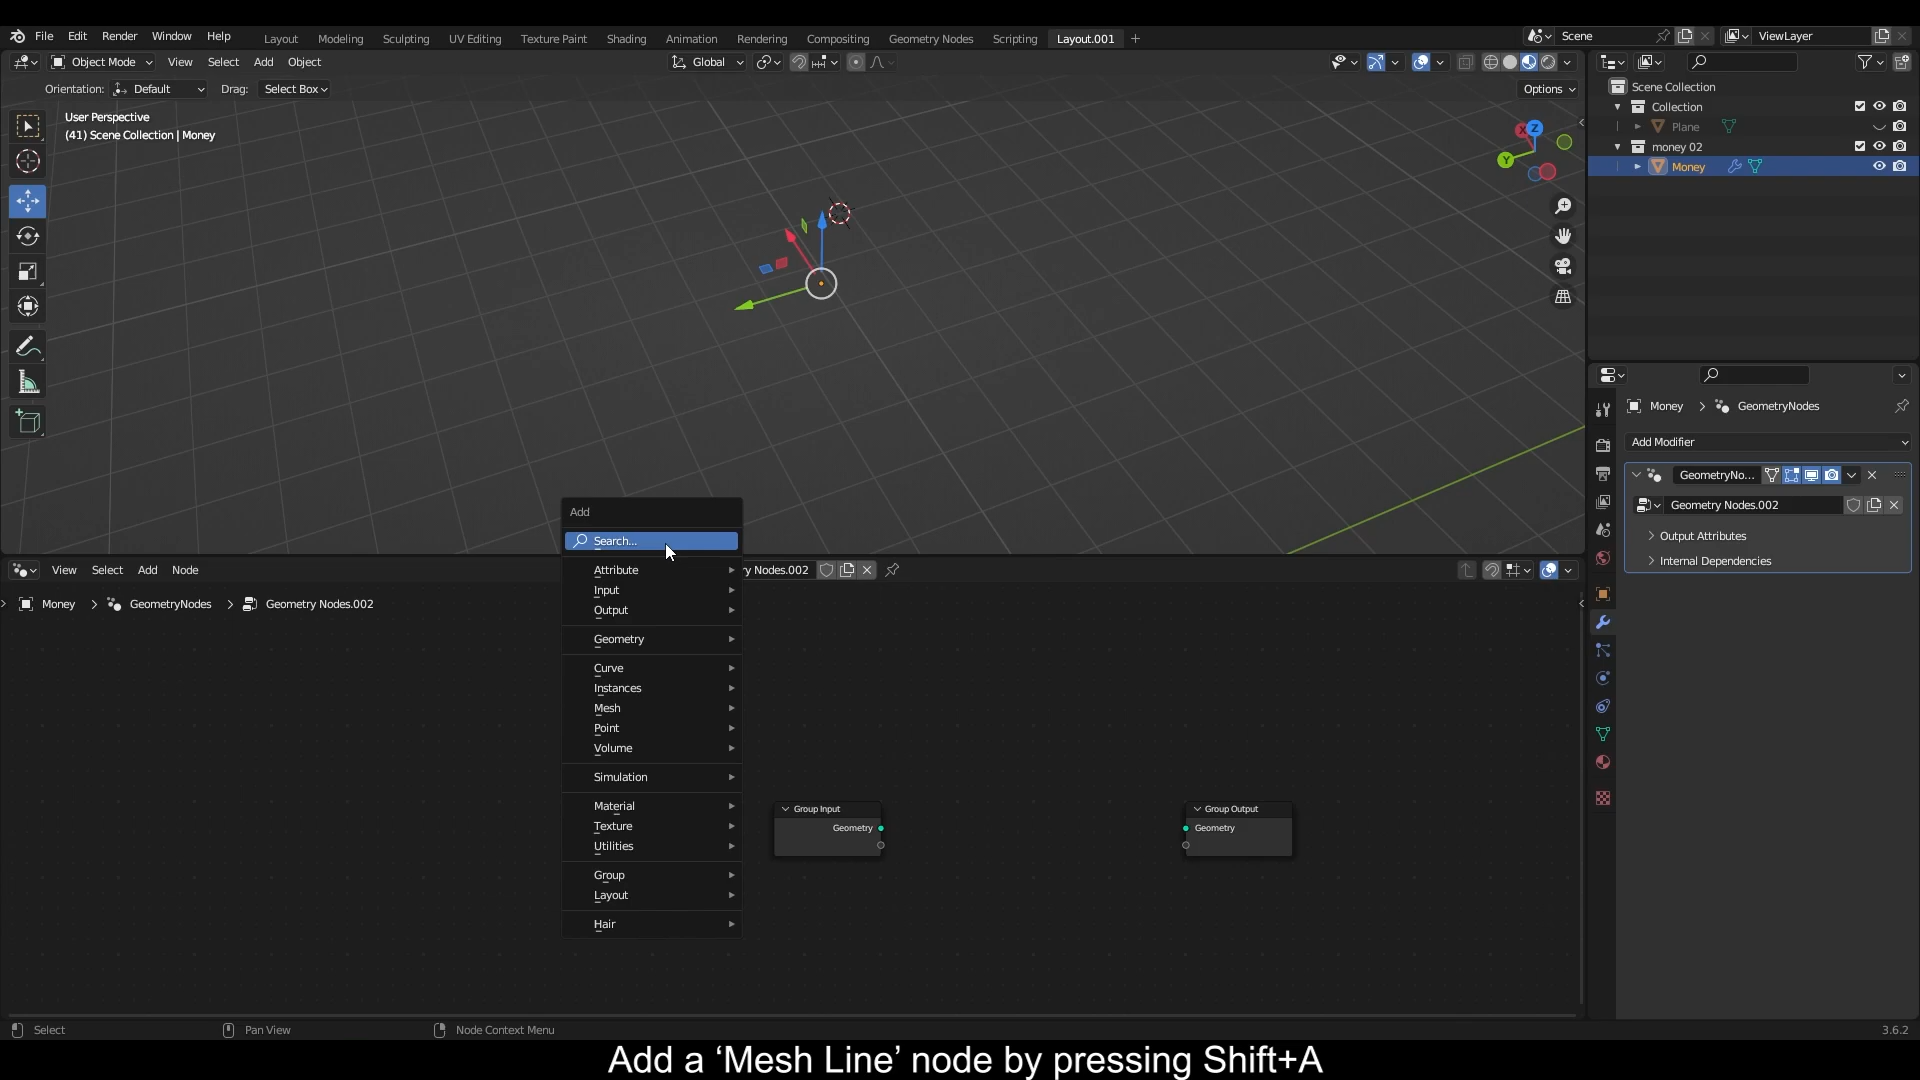 File Edit Render Window Help Layout Modeling Sculpting UV Editing Texture Paint Shading Animation Rendering Compositing Geometry Nodes Scripting Layout.001 + Scene ViewLayer
Object Mode View Select Add Object Global
Orientation: Default Drag: Select Box Options
User Perspective
(41) Scene Collection | Money
X Z Y
Scene Collection
Collection
Plane
money 02
Money
Money > GeometryNodes
Add Modifier
GeometryNo...
Geometry Nodes.002
Output Attributes
Internal Dependencies
View Select Add Node y Nodes.002
Money > GeometryNodes > Geometry Nodes.002
Add
Search...
Attribute
Input
Output
Geometry
Curve
Instances
Mesh
Point
Volume
Simulation
Material
Texture
Utilities
Group
Layout
Hair
Group Input
Geometry
Group Output
Geometry
Select Pan View Node Context Menu 3.6.2
Add a ‘Mesh Line’ node by pressing Shift+A